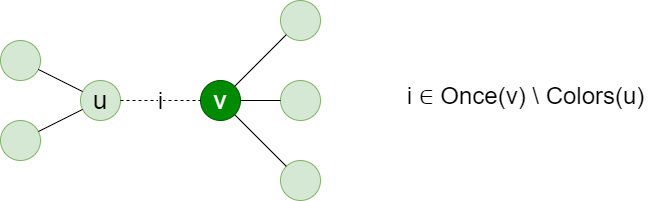 u i v
i ∈ Once(v) \ Colors(u)